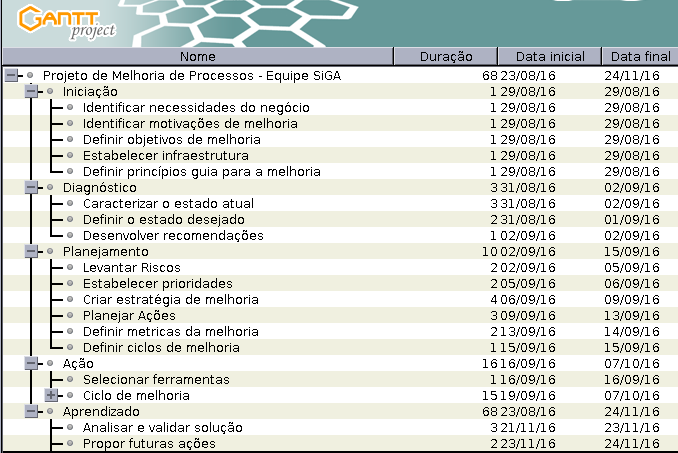 GANTT
project
Nome Duração Data inicial Data final
Projeto de Melhoria de Processos - Equipe SiGA 68 23/08/16 24/11/16
Iniciação 1 29/08/16 29/08/16
Identificar necessidades do negócio 1 29/08/16 29/08/16
Identificar motivações de melhoria 1 29/08/16 29/08/16
Definir objetivos de melhoria 1 29/08/16 29/08/16
Estabelecer infraestrutura 1 29/08/16 29/08/16
Definir princípios guia para a melhoria 1 29/08/16 29/08/16
Diagnóstico 3 31/08/16 02/09/16
Caracterizar o estado atual 3 31/08/16 02/09/16
Definir o estado desejado 2 31/08/16 01/09/16
Desenvolver recomendações 1 02/09/16 02/09/16
Planejamento 10 02/09/16 15/09/16
Levantar Riscos 2 02/09/16 05/09/16
Estabelecer prioridades 2 05/09/16 06/09/16
Criar estratégia de melhoria 4 06/09/16 09/09/16
Planejar Ações 3 09/09/16 13/09/16
Definir metricas da melhoria 2 13/09/16 14/09/16
Definir ciclos de melhoria 1 15/09/16 15/09/16
Ação 16 16/09/16 07/10/16
Selecionar ferramentas 1 16/09/16 16/09/16
Ciclo de melhoria 15 19/09/16 07/10/16
Aprendizado 68 23/08/16 24/11/16
Analisar e validar solução 3 21/11/16 23/11/16
Propor futuras ações 2 23/11/16 24/11/16